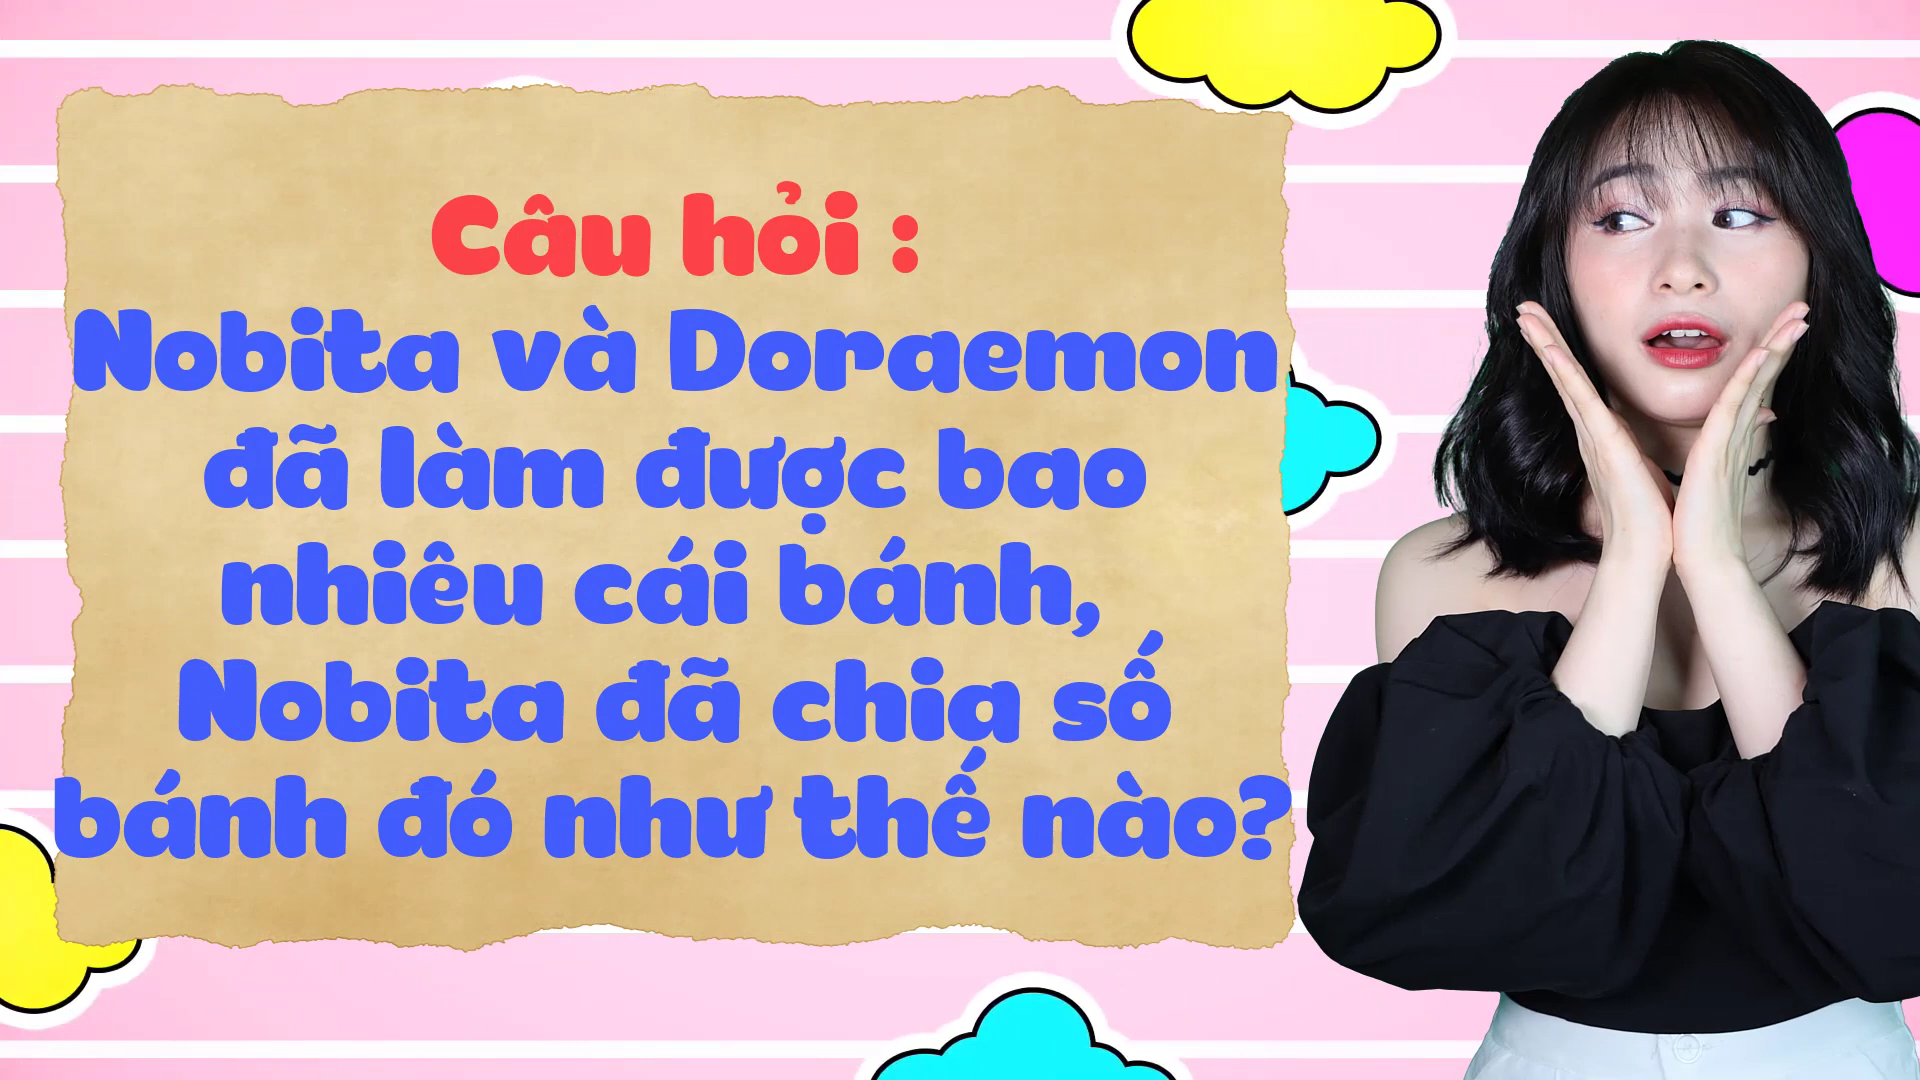 Câu hỏi :
Nobita và Doraemon
đã làm được bao
nhiêu cái bánh,
Nobita đã chia số
bánh đó như thế nào?